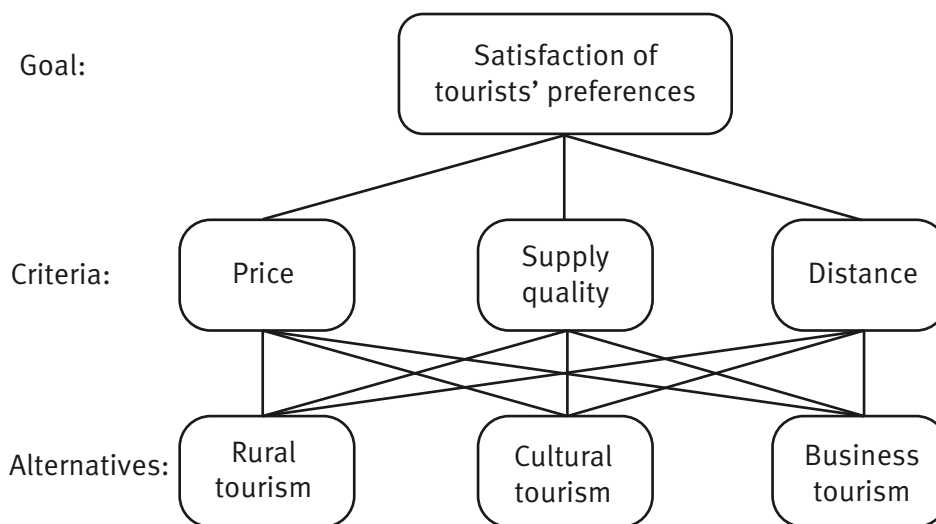 Goal:
Satisfaction of
tourists’ preferences
Criteria:
Price
Supply
quality
Distance
Alternatives:
Rural
tourism
Cultural
tourism
Business
tourism